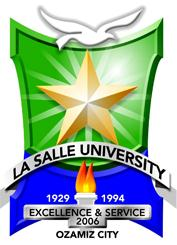 LA SALLE UNIVERSITY
1929 1994
EXCELLENCE & SERVICE
2006
OZAMIZ CITY